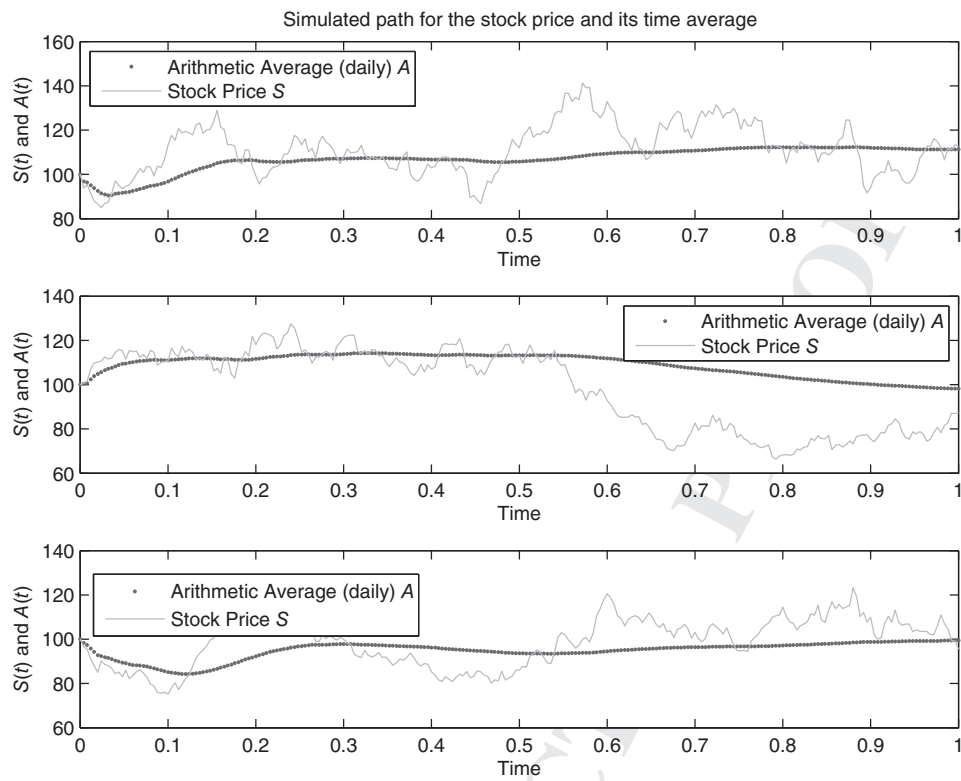 Simulated path for the stock price and its time average
160
140
120
100
80
S(t) and A(t)
Arithmetic Average (daily) A
Stock Price S
0 0.1 0.2 0.3 0.4 0.5 0.6 0.7 0.8 0.9 1
Time
140
120
100
80
60
S(t) and A(t)
Arithmetic Average (daily) A
Stock Price S
0 0.1 0.2 0.3 0.4 0.5 0.6 0.7 0.8 0.9 1
Time
140
120
100
80
60
S(t) and A(t)
Arithmetic Average (daily) A
Stock Price S
0 0.1 0.2 0.3 0.4 0.5 0.6 0.7 0.8 0.9 1
Time